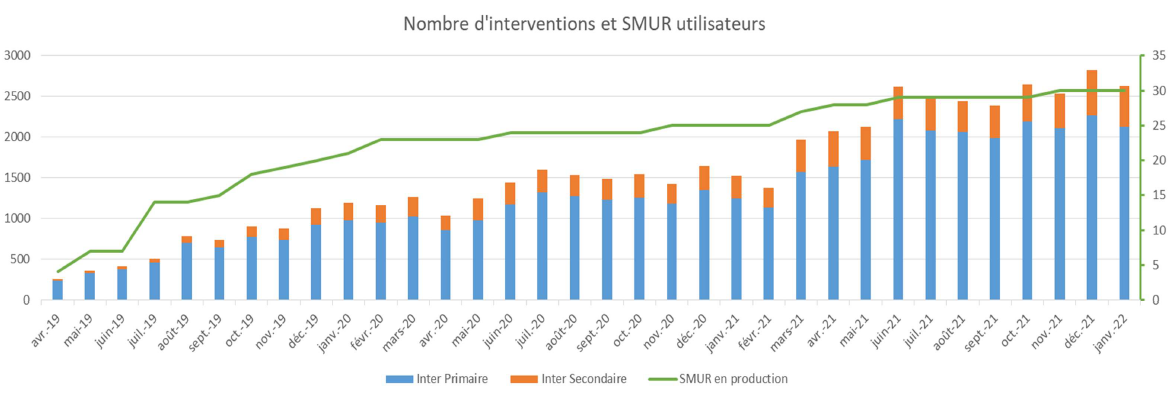 Nombre d'interventions et SMUR utilisateurs
3000 35
2500 30
2000 25
1500 20
1000 15
500 10
0 5
0
avr.-19 mai-19 juin-19 juil.-19 août-19 sept.-19 oct.-19 nov.-19 déc.-19 janv.-20 févr.-20 mars-20 avr.-20 mai-20 juin-20 juil.-20 août-20 sept.-20 oct.-20 nov.-20 déc.-20 janv.-21 févr.-21 mars-21 avr.-21 mai-21 juin-21 juil.-21 août-21 sept.-21 oct.-21 nov.-21 déc.-21 janv.-22
Inter Primaire Inter Secondaire SMUR en production